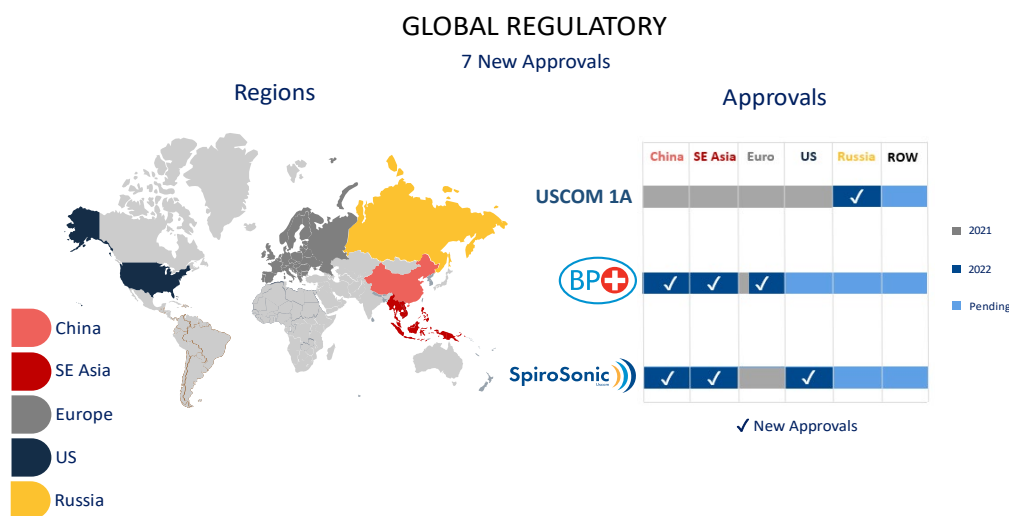 GLOBAL REGULATORY
7 New Approvals
Regions
Approvals
China SE Asia Euro US Russia ROW
USCOM 1A
BP+
SpiroSonic
Uscom
2021
2022
Pending
✓ New Approvals
China
SE Asia
Europe
US
Russia